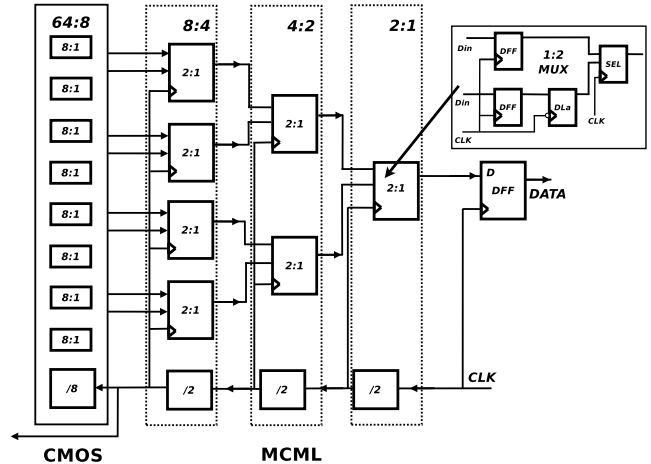 64:8
8:4
4:2
2:1
8:1
8:1
8:1
8:1
8:1
8:1
8:1
8:1
/8
2:1
2:1
2:1
2:1
/2
2:1
2:1
/2
2:1
/2
D
DFF
DATA
CLK
Din
DFF
1:2
MUX
SEL
Din
DFF
DLa
CLK
CLK
CMOS
MCML